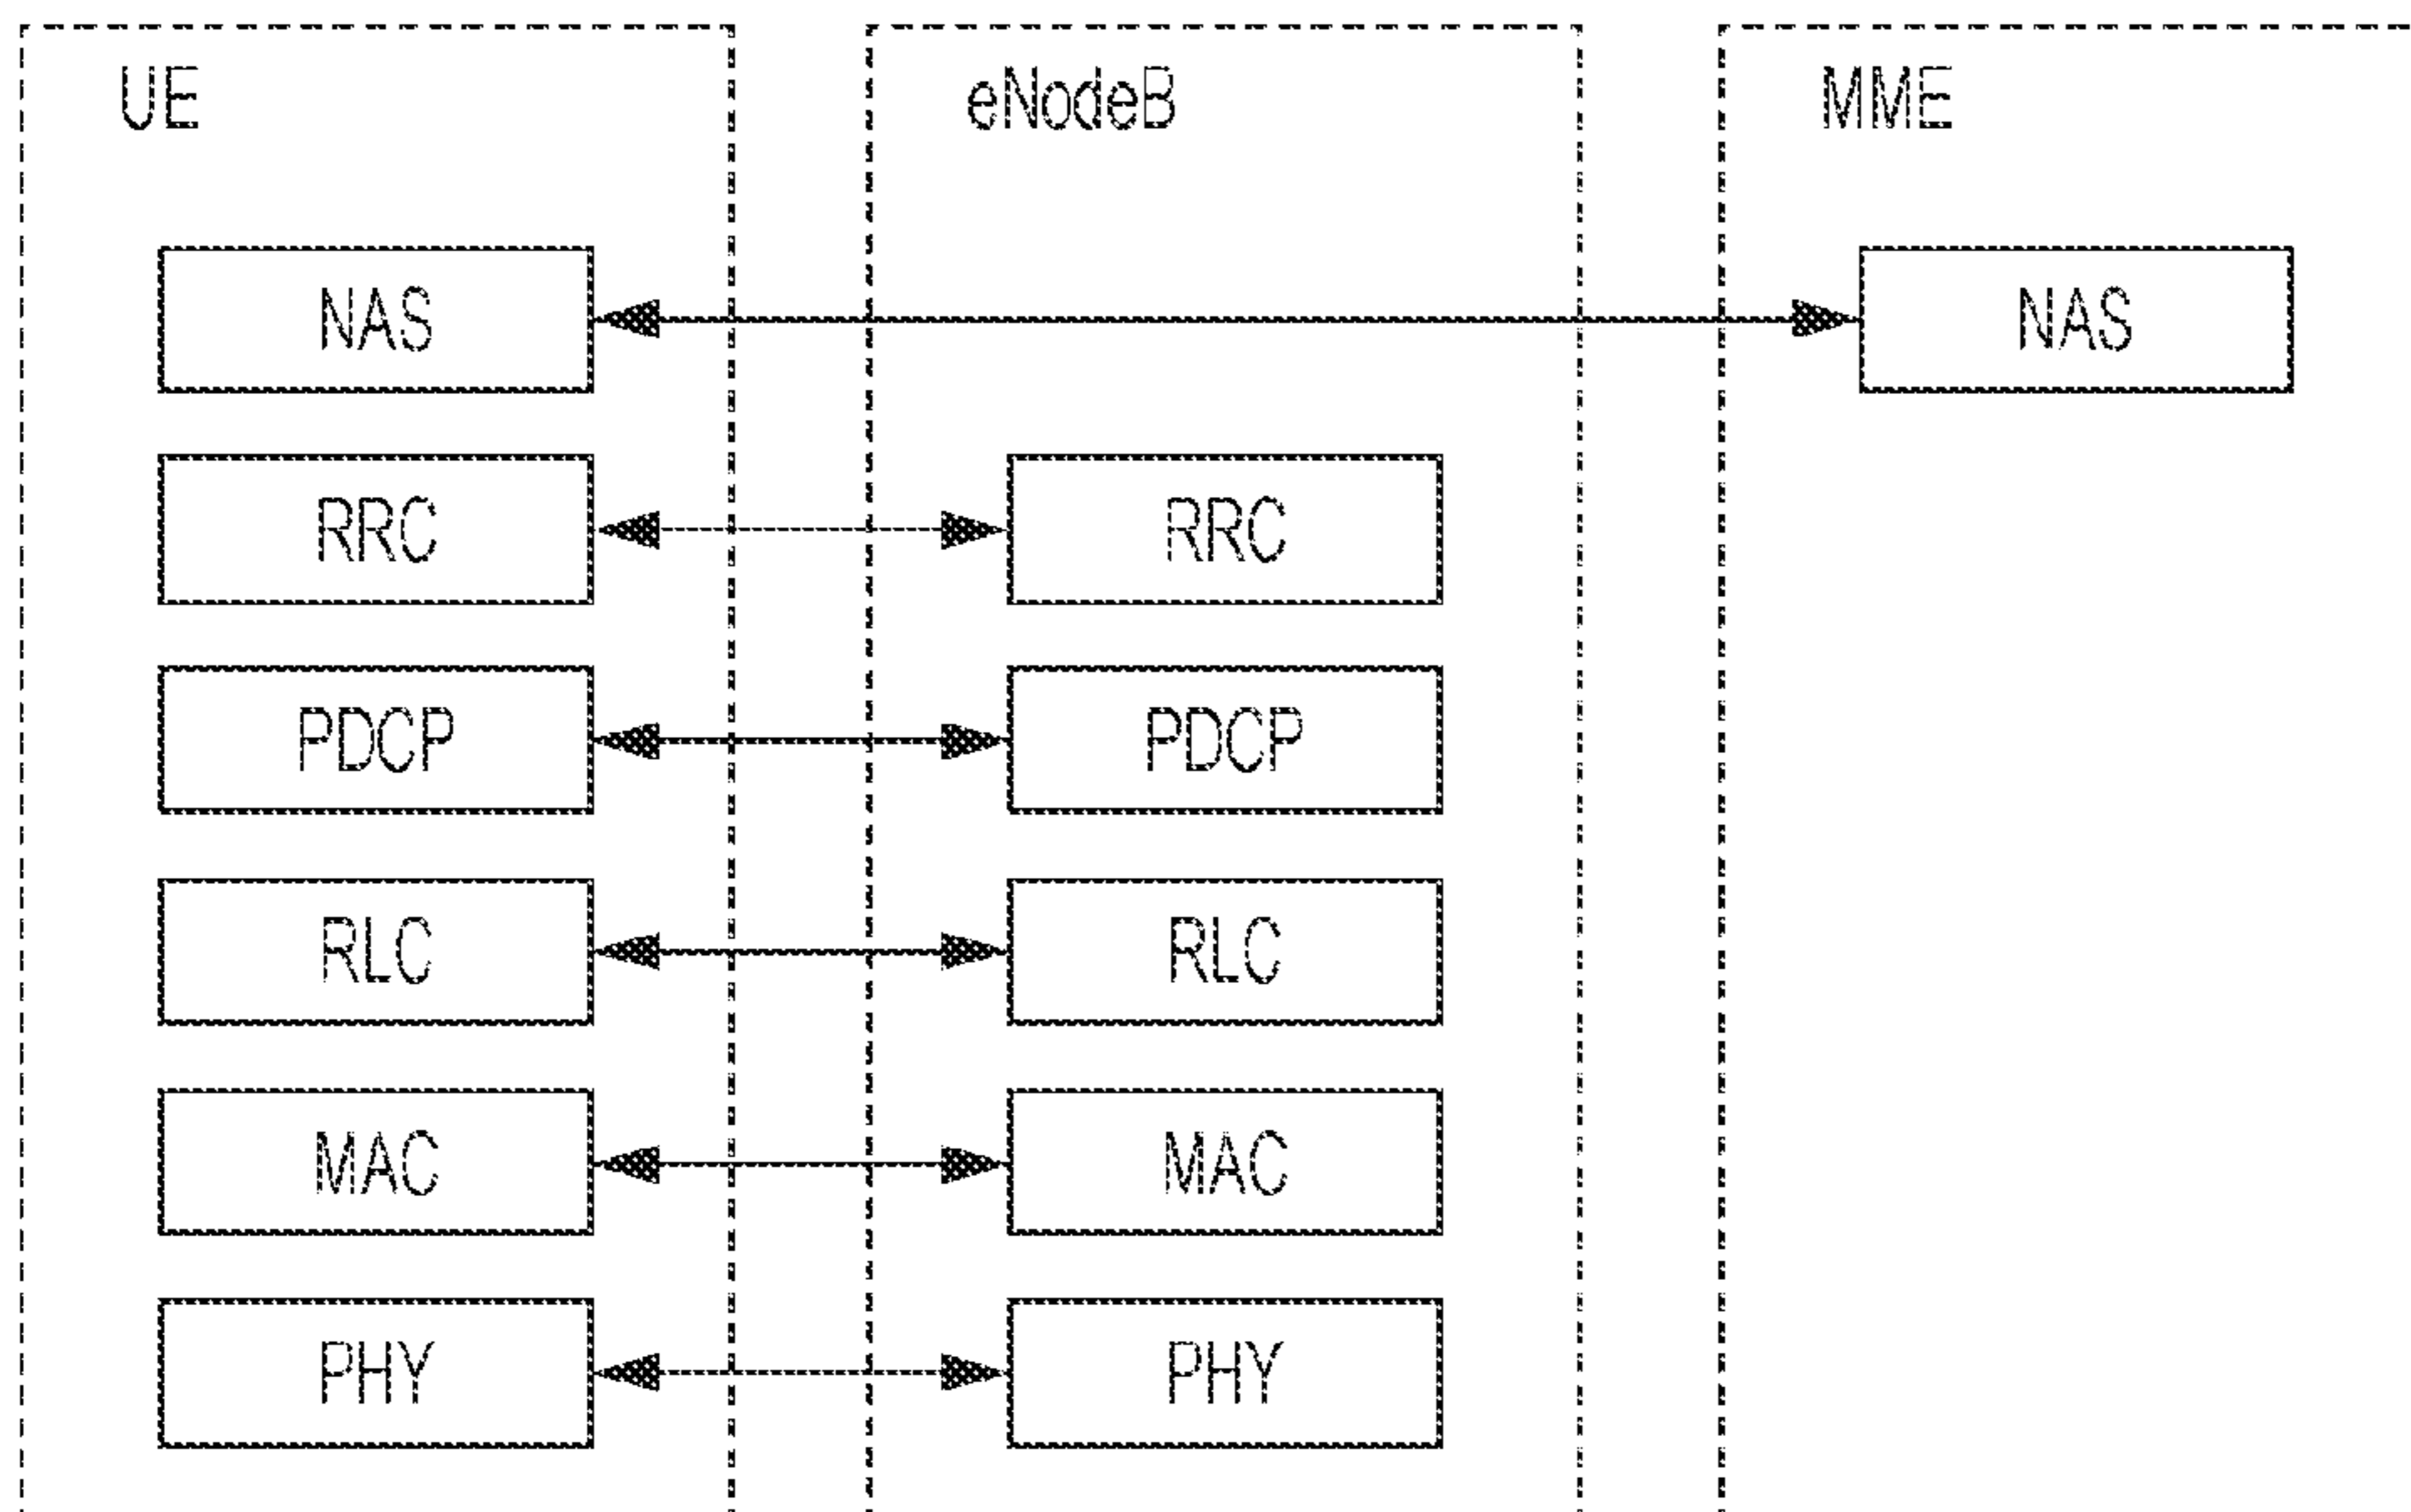 UE eNodeB MME
NAS NAS
RRC RRC
PDCP PDCP
RLC RLC
MAC MAC
PHY PHY